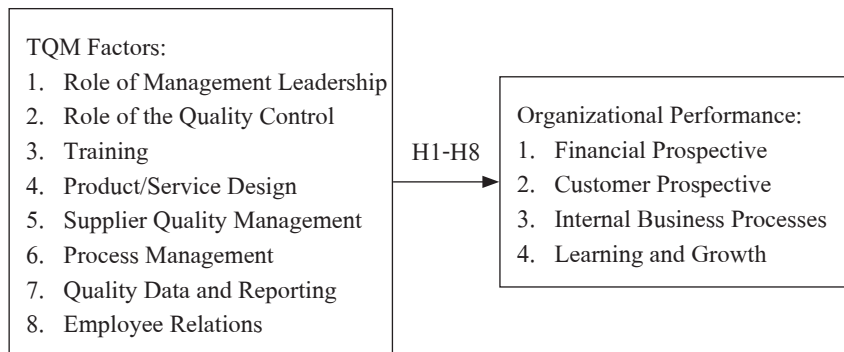 TQM Factors:
1. Role of Management Leadership
2. Role of the Quality Control
3. Training
4. Product/Service Design
5. Supplier Quality Management
6. Process Management
7. Quality Data and Reporting
8. Employee Relations
H1-H8
Organizational Performance:
1. Financial Prospective
2. Customer Prospective
3. Internal Business Processes
4. Learning and Growth